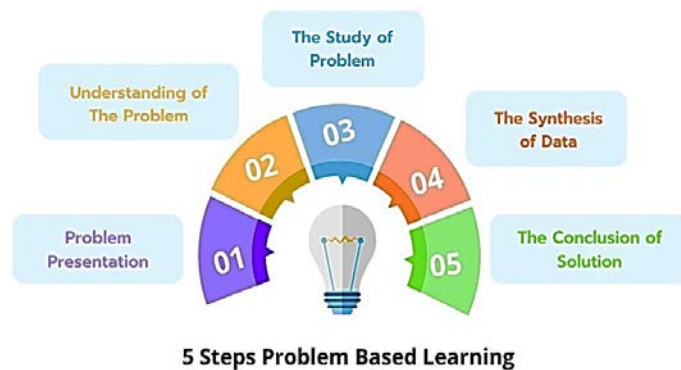 01
Problem
Presentation
02
Understanding of
The Problem
03
The Study of
Problem
04
The Synthesis
of Data
05
The Conclusion of
Solution
5 Steps Problem Based Learning